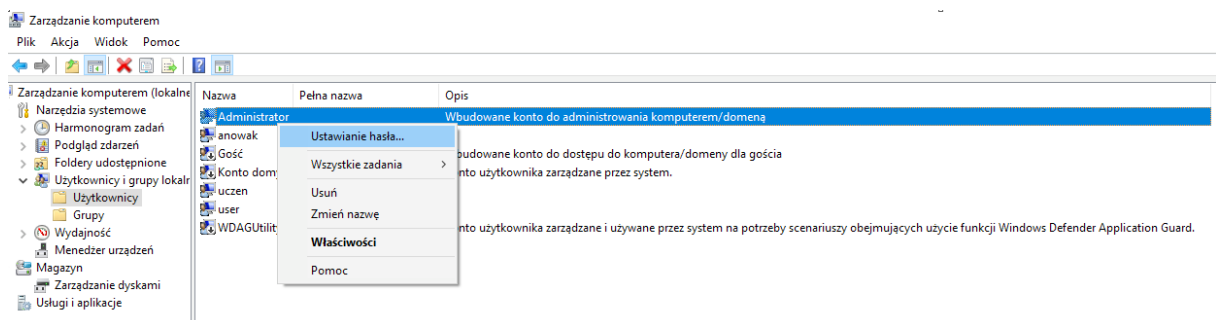 Zarządzanie komputerem
Plik Akcja Widok Pomoc
Zarządzanie komputerem (lokalne
Narzędzia systemowe
Harmonogram zadań
Podgląd zdarzeń
Foldery udostępnione
Użytkownicy i grupy lokalr
Użytkownicy
Grupy
Wydajność
Menedżer urządzeń
Magazyn
Zarządzanie dyskami
Usługi i aplikacje
Nazwa Pełna nazwa Opis
Administrator Wbudowane konto do administrowania komputerem/domeną
anowak
Gość budowane konto do dostępu do komputera/domeny dla gościa
Konto dom nto użytkownika zarządzane przez system.
uczen
user
WDAGUtilit nto użytkownika zarządzane i używane przez system na potrzeby scenariuszy obejmujących użycie funkcji Windows Defender Application Guard.
Ustawianie hasła...
Wszystkie zadania
Usuń
Zmień nazwę
Właściwości
Pomoc